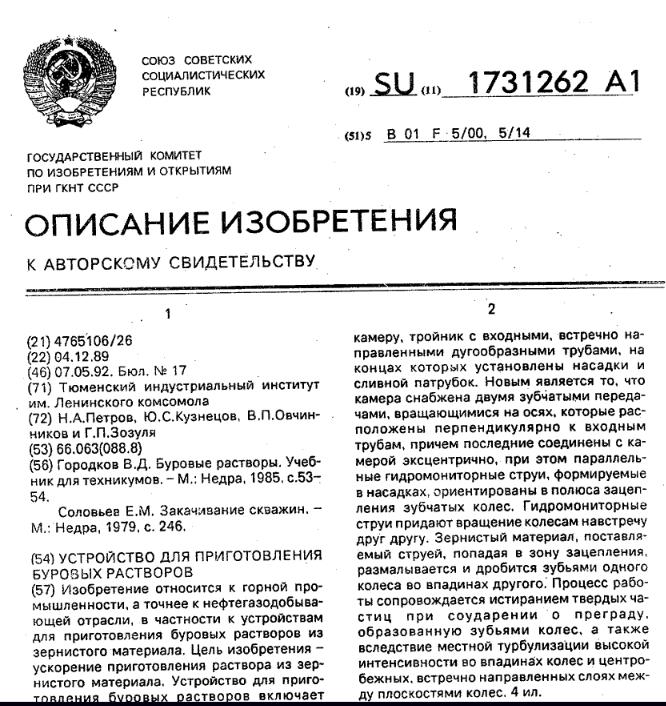 СОЮЗ СОВЕТСКИХ
СОЦИАЛИСТИЧЕСКИХ
РЕСПУБЛИК
(19) SU (11) 1731262 A1
(51)5 B 01 F 5/00, 5/14
ГОСУДАРСТВЕННЫЙ КОМИТЕТ
ПО ИЗОБРЕТЕНИЯМ И ОТКРЫТИЯМ
ПРИ ГКНТ СССР
ОПИСАНИЕ ИЗОБРЕТЕНИЯ
К АВТОРСКОМУ СВИДЕТЕЛЬСТВУ
1
(21) 4765106/26
(22) 04.12.89
(46) 07.05.92. Бюл. № 17
(71) Тюменский индустриальный институт
им. Ленинского комсомола
(72) Н.А.Петров, Ю.С.Кузнецов, В.П.Овчин-
ников и Г.П.Зозуля
(53) 66.063(088.8)
(56) Городков В.Д. Буровые растворы. Учеб-
ник для техникумов. – М.: Недра, 1985, с.53–
54.
Соловьев Е.М. Закачивание скважин. –
М.: Недра, 1979, с. 246.
(54) УСТРОЙСТВО ДЛЯ ПРИГОТОВЛЕНИЯ
БУРОВЫХ РАСТВОРОВ
(57) Изобретение относится к горной про-
мышленности, а точнее к нефтегазодобыва-
ющей отрасли, в частности к устройствам
для приготовления буровых растворов из
зернистого материала. Цель изобретения –
ускорение приготовления раствора из зер-
нистого материала. Устройство для приго-
товления буровых растворов включает
2
камеру, тройник с входными, встречно на-
правленными дугообразными трубами, на
концах которых установлены насадки и
сливной патрубок. Новым является то, что
камера снабжена двумя зубчатыми переда-
чами, вращающимися на осях, которые рас-
положены перпендикулярно к входным
трубам, причем последние соединены с ка-
мерой эксцентрично, при этом параллель-
ные гидромониторные струи, формируемые
в насадках, ориентированы в полюса зацеп-
ления зубчатых колес. Гидромониторные
струи придают вращение колесам навстречу
друг другу. Зернистый материал, поставля-
емый струей, попадая в зону зацепления,
размалывается и дробится зубьями одного
колеса во впадинах другого. Процесс рабо-
ты сопровождается истиранием твердых ча-
стиц при соударении о преграду,
образованную зубьями колес, а также
вследствие местной турбулизации высокой
интенсивности во впадинах колес и центро-
бежных, встречно направленных слоях меж-
ду плоскостями колес. 4 ил.